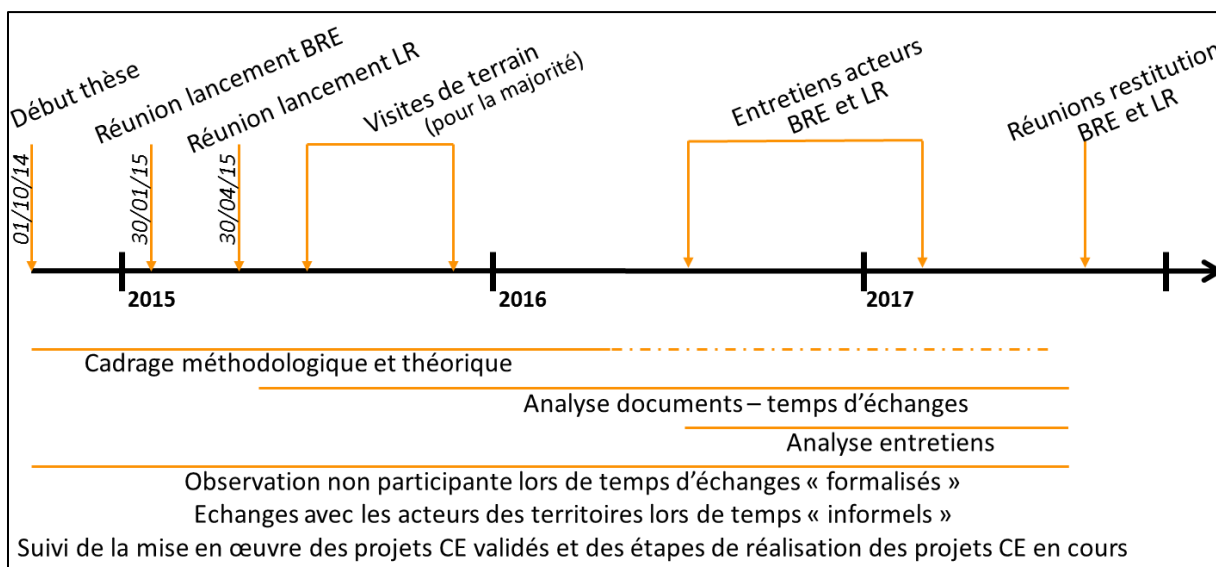 Début thèse
01/10/14
Réunion lancement BRE
30/01/15
Réunion lancement LR
30/04/15
Visites de terrain
(pour la majorité)
Entretiens acteurs
BRE et LR
Réunions restitution
BRE et LR
2015
2016
2017
Cadrage méthodologique et théorique
Analyse documents – temps d’échanges
Analyse entretiens
Observation non participante lors de temps d’échanges « formalisés »
Echanges avec les acteurs des territoires lors de temps « informels »
Suivi de la mise en œuvre des projets CE validés et des étapes de réalisation des projets CE en cours